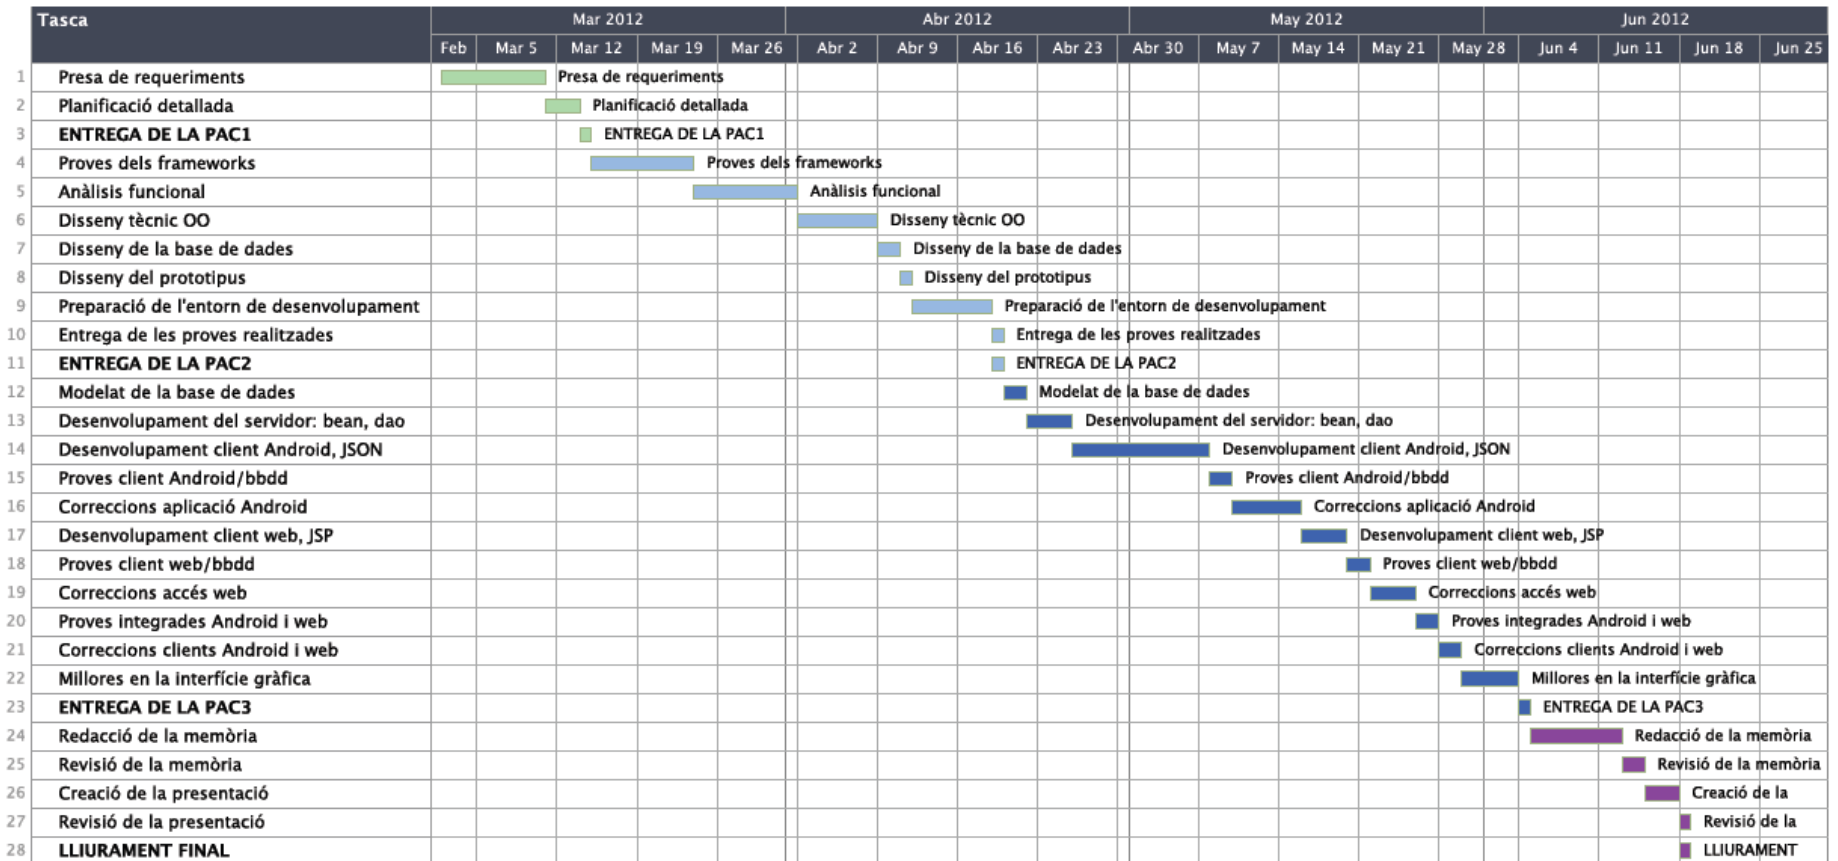 Tasca Mar 2012 Abr 2012 May 2012 Jun 2012
Feb Mar 5 Mar 12 Mar 19 Mar 26 Abr 2 Abr 9 Abr 16 Abr 23 Abr 30 May 7 May 14 May 21 May 28 Jun 4 Jun 11 Jun 18 Jun 25
1 Presa de requeriments Presa de requeriments
2 Planificació detallada Planificació detallada
3 ENTREGA DE LA PAC1 ENTREGA DE LA PAC1
4 Proves dels frameworks Proves dels frameworks
5 Anàlisis funcional Anàlisis funcional
6 Disseny tècnic OO Disseny tècnic OO
7 Disseny de la base de dades Disseny de la base de dades
8 Disseny del prototipus Disseny del prototipus
9 Preparació de l'entorn de desenvolupament Preparació de l'entorn de desenvolupament
10 Entrega de les proves realitzades Entrega de les proves realitzades
11 ENTREGA DE LA PAC2 ENTREGA DE LA PAC2
12 Modelat de la base de dades Modelat de la base de dades
13 Desenvolupament del servidor: bean, dao Desenvolupament del servidor: bean, dao
14 Desenvolupament client Android, JSON Desenvolupament client Android, JSON
15 Proves client Android/bbdd Proves client Android/bbdd
16 Correccions aplicació Android Correccions aplicació Android
17 Desenvolupament client web, JSP Desenvolupament client web, JSP
18 Proves client web/bbdd Proves client web/bbdd
19 Correccions accés web Correccions accés web
20 Proves integrades Android i web Proves integrades Android i web
21 Correccions clients Android i web Correccions clients Android i web
22 Millores en la interfície gràfica Millores en la interfície gràfica
23 ENTREGA DE LA PAC3 ENTREGA DE LA PAC3
24 Redacció de la memòria Redacció de la memòria
25 Revisió de la memòria Revisió de la memòria
26 Creació de la presentació Creació de la
27 Revisió de la presentació Revisió de la
28 LLIURAMENT FINAL LLIURAMENT